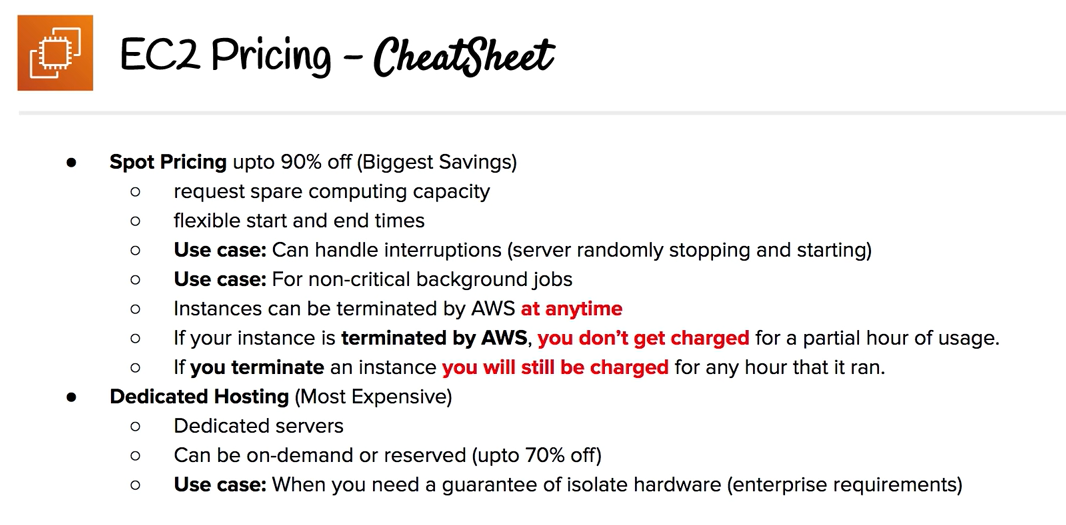 EC2 Pricing – CheatSheet
● Spot Pricing upto 90% off (Biggest Savings)
○ request spare computing capacity
○ flexible start and end times
○ Use case: Can handle interruptions (server randomly stopping and starting)
○ Use case: For non-critical background jobs
○ Instances can be terminated by AWS at anytime
○ If your instance is terminated by AWS, you don’t get charged for a partial hour of usage.
○ If you terminate an instance you will still be charged for any hour that it ran.
● Dedicated Hosting (Most Expensive)
○ Dedicated servers
○ Can be on-demand or reserved (upto 70% off)
○ Use case: When you need a guarantee of isolate hardware (enterprise requirements)